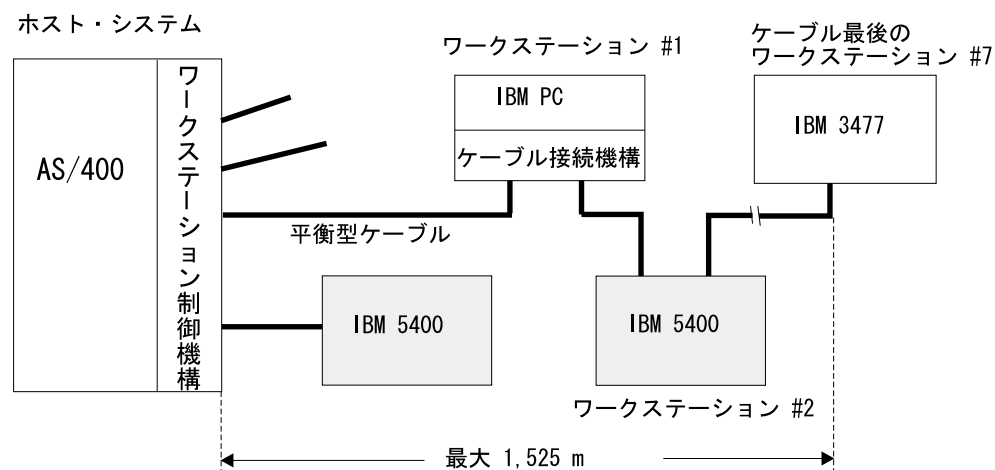 ホスト・システム
AS/400
ワークステーション制御機構
ワークステーション #1
IBM PC
ケーブル接続機構
ケーブル最後の
ワークステーション #7
IBM 3477
平衡型ケーブル
IBM 5400
IBM 5400
ワークステーション #2
最大 1,525 m